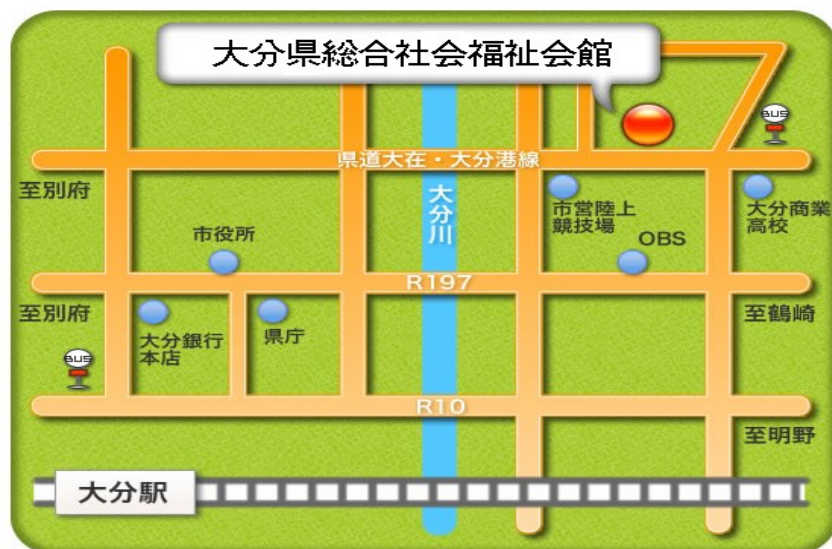 大分県総合社会福祉会館
BUS
県道大在・大分港線
至別府
大分川
市営陸上
競技場
大分商業
高校
市役所
OBS
R197
至別府
大分銀行
本店
県庁
至鶴崎
BUS
R10
至明野
大分駅